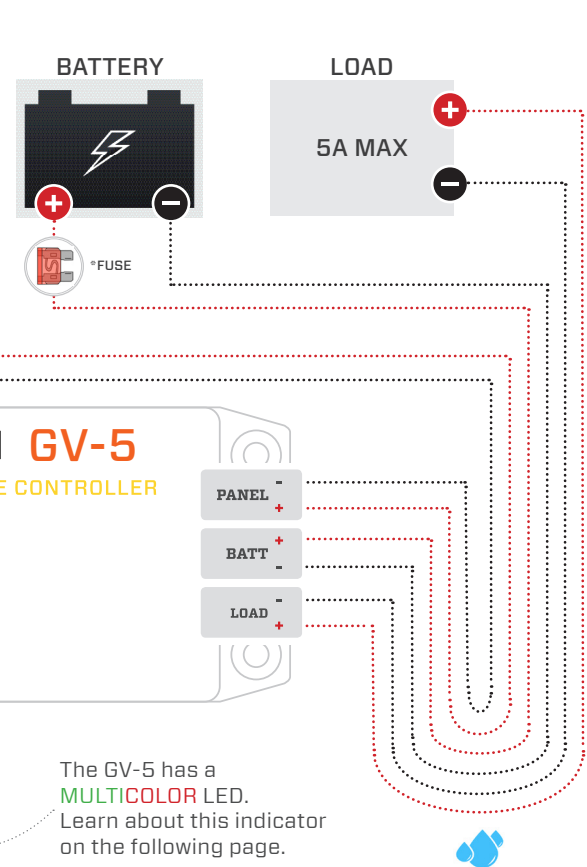 BATTERY
LOAD
5A MAX
+
-
+
-
*FUSE
GV-5
E CONTROLLER
PANEL - +
BATT + -
LOAD - +
The GV-5 has a
MULTICOLOR LED.
Learn about this indicator
on the following page.